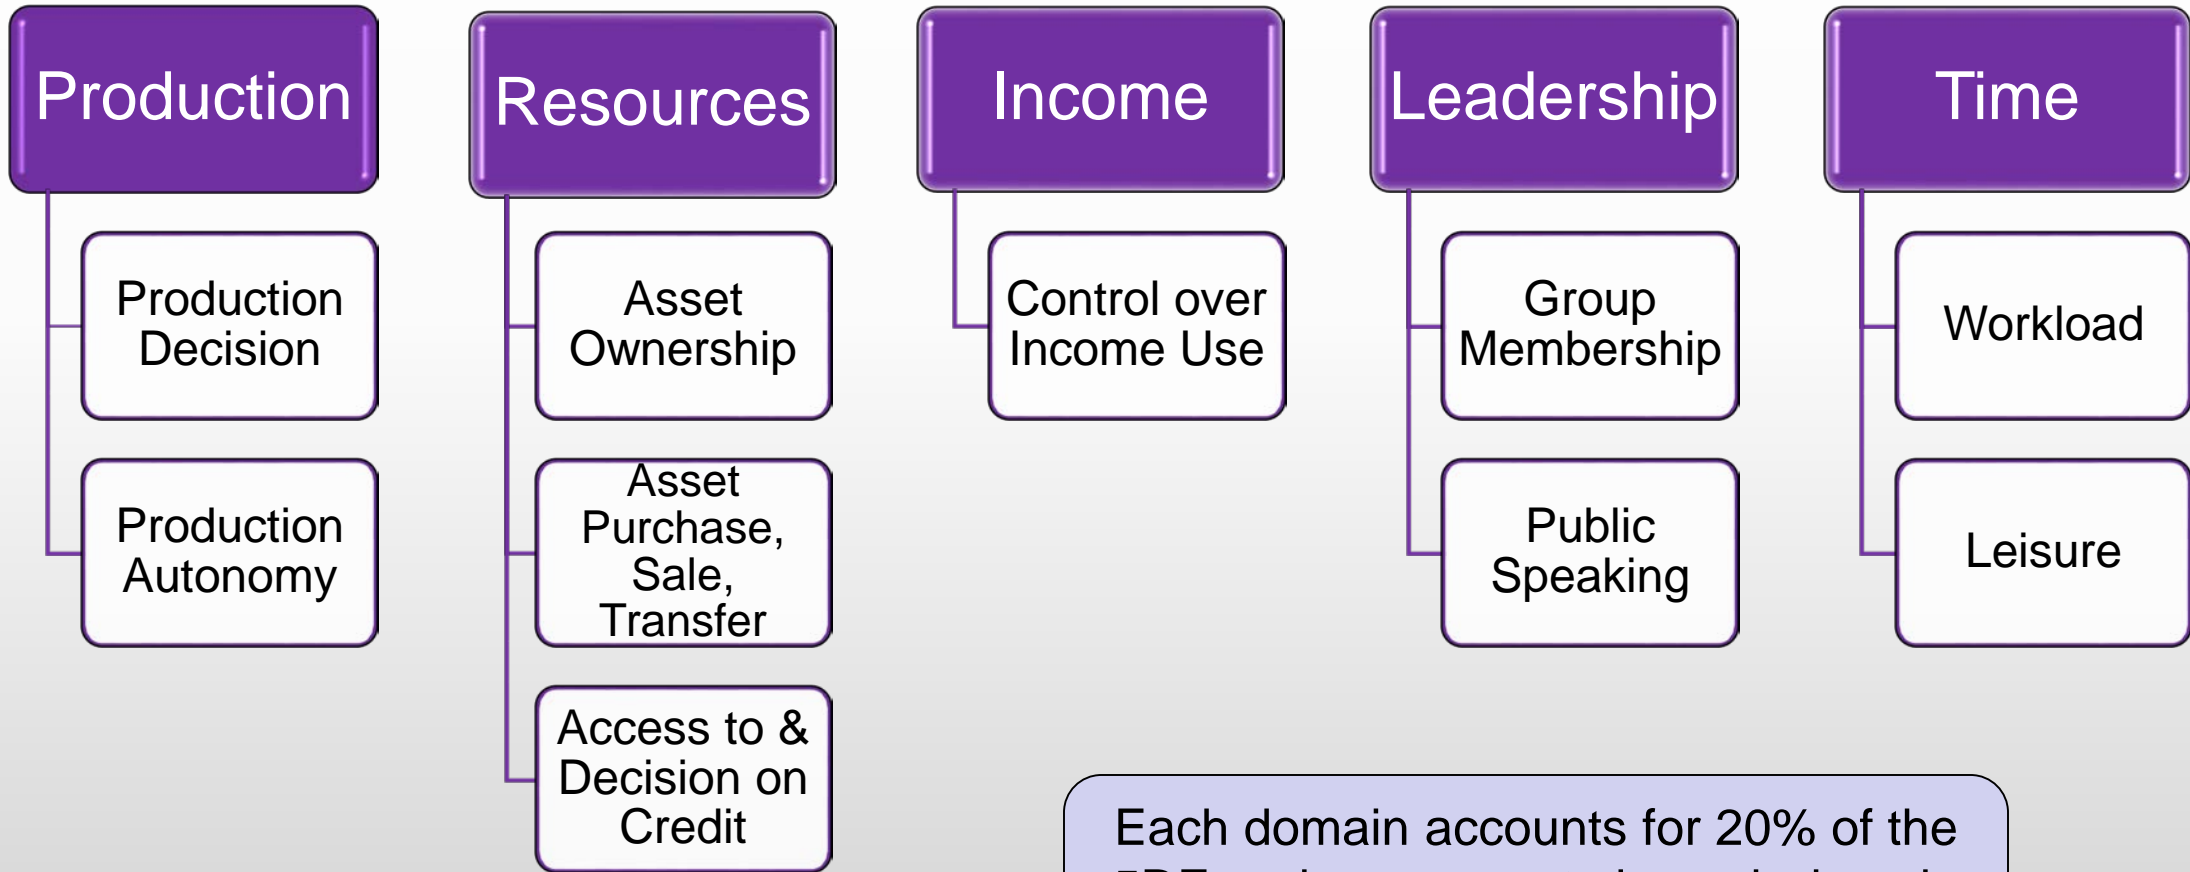 Production
Production
Decision
Production
Autonomy
Resources
Asset
Ownership
Asset
Purchase,
Sale,
Transfer
Access to &
Decision on
Credit
Income
Control over
Income Use
Leadership
Group
Membership
Public
Speaking
Time
Workload
Leisure
Each domain accounts for 20% of the